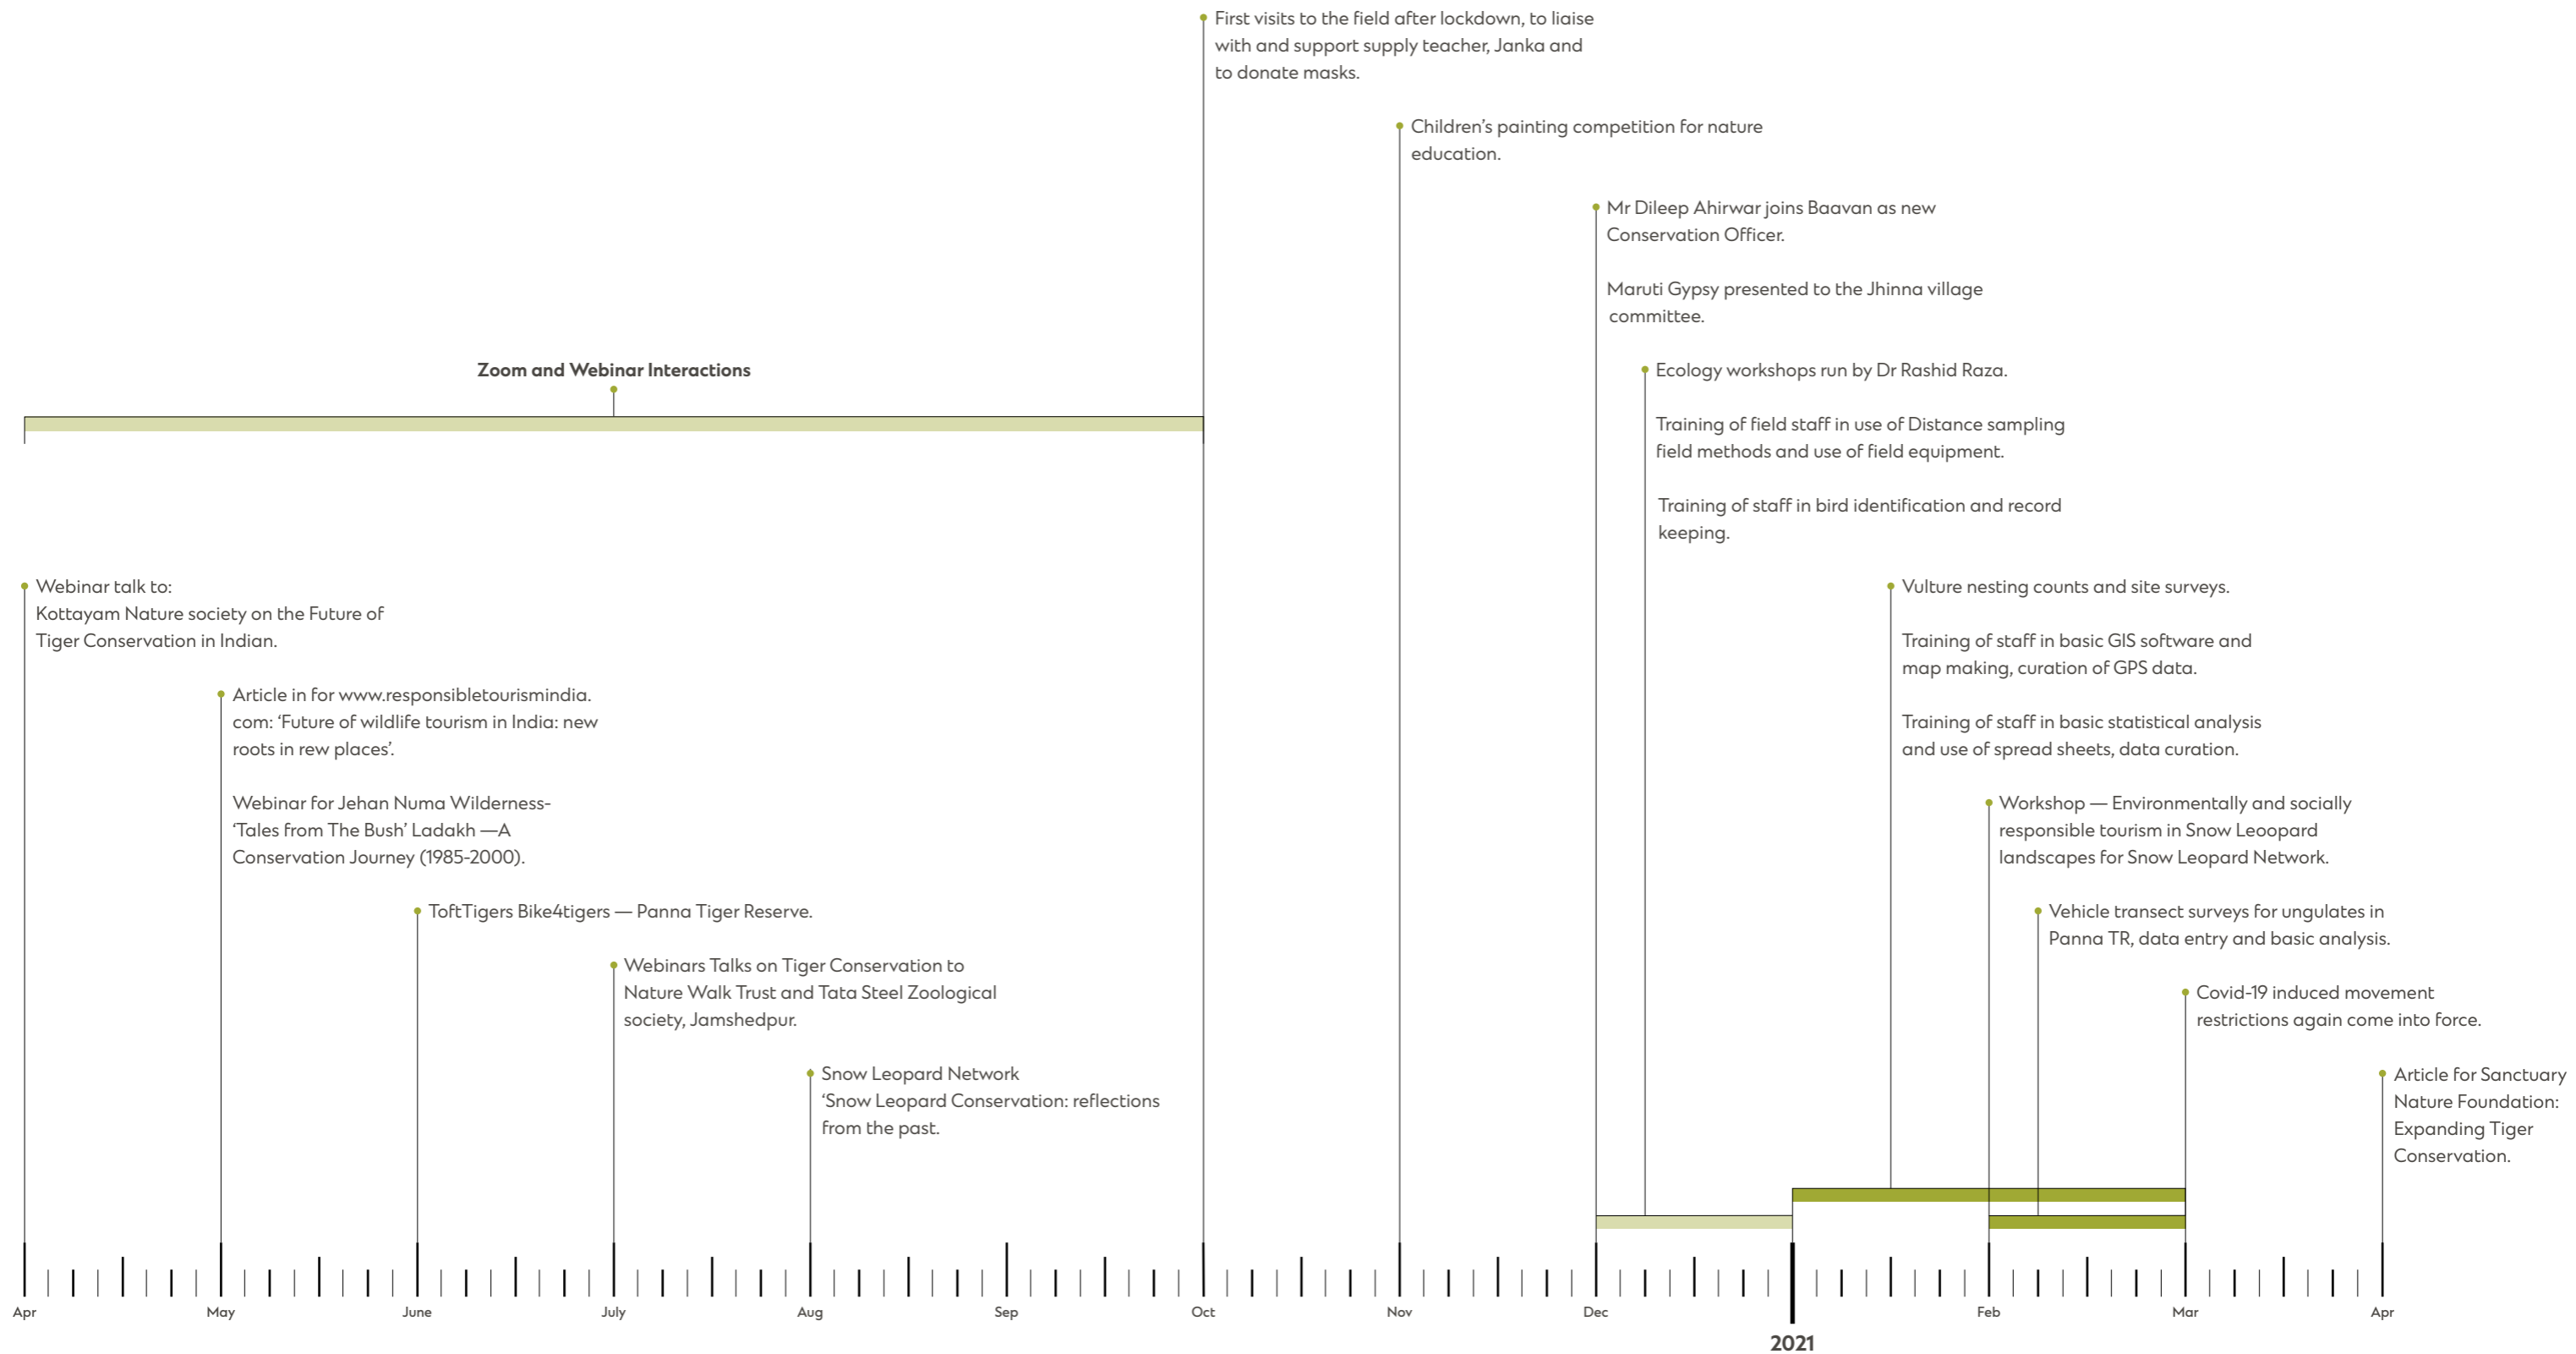 First visits to the field after lockdown, to liaise
with and support supply teacher, Janka and
to donate masks.
Children’s painting competition for nature
education.
Mr Dileep Ahirwar joins Baavan as new
Conservation Officer.
Maruti Gypsy presented to the Jhinna village
committee.
Zoom and Webinar Interactions
Ecology workshops run by Dr Rashid Raza.
Training of field staff in use of Distance sampling
field methods and use of field equipment.
Training of staff in bird identification and record
keeping.
Webinar talk to:
Kottayam Nature society on the Future of
Tiger Conservation in Indian.
Vulture nesting counts and site surveys.
Training of staff in basic GIS software and
map making, curation of GPS data.
Training of staff in basic statistical analysis
and use of spread sheets, data curation.
Article in for www.responsibletourismindia.
com: ‘Future of wildlife tourism in India: new
roots in rew places’.
Webinar for Jehan Numa Wilderness-
‘Tales from The Bush’ Ladakh —A
Conservation Journey (1985-2000).
Workshop — Environmentally and socially
responsible tourism in Snow Leoopard
landscapes for Snow Leopard Network.
ToftTigers Bike4tigers — Panna Tiger Reserve.
Vehicle transect surveys for ungulates in
Panna TR, data entry and basic analysis.
Webinars Talks on Tiger Conservation to
Nature Walk Trust and Tata Steel Zoological
society, Jamshedpur.
Covid-19 induced movement
restrictions again come into force.
Snow Leopard Network
‘Snow Leopard Conservation: reflections
from the past.
Article for Sanctuary
Nature Foundation:
Expanding Tiger
Conservation.
Apr May June July Aug Sep Oct Nov Dec Feb Mar Apr
2021